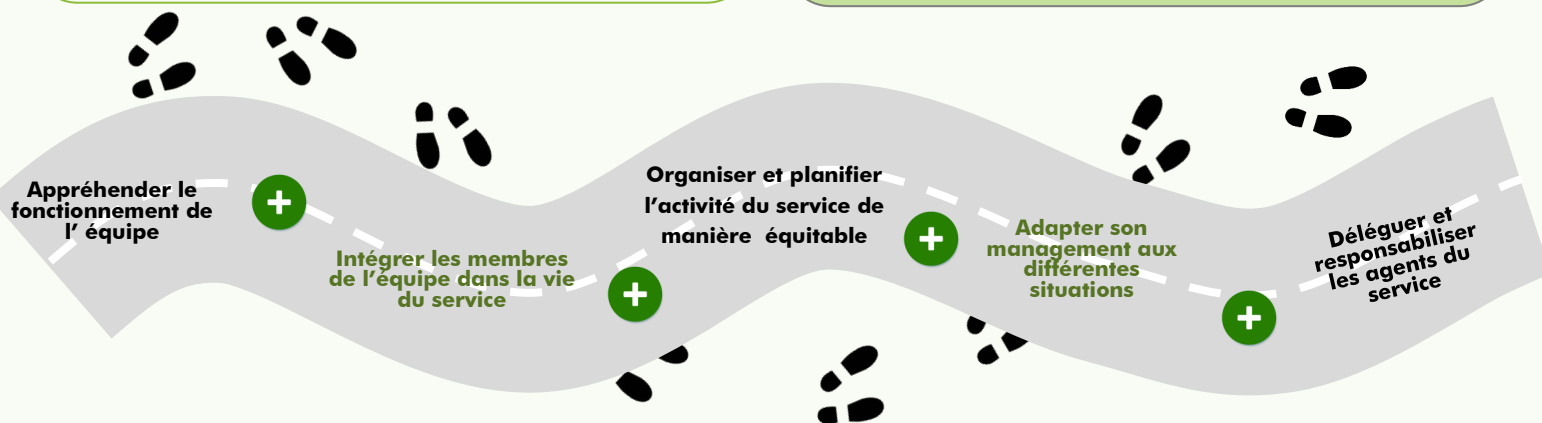 Appréhender le
fonctionnement de
l’ équipe
Intégrer les membres
de l’équipe dans la vie
du service
Organiser et planifier
l’activité du service de
manière équitable
Adapter son
management aux
différentes
situations
Déléguer et
responsabiliser
les agents du
service